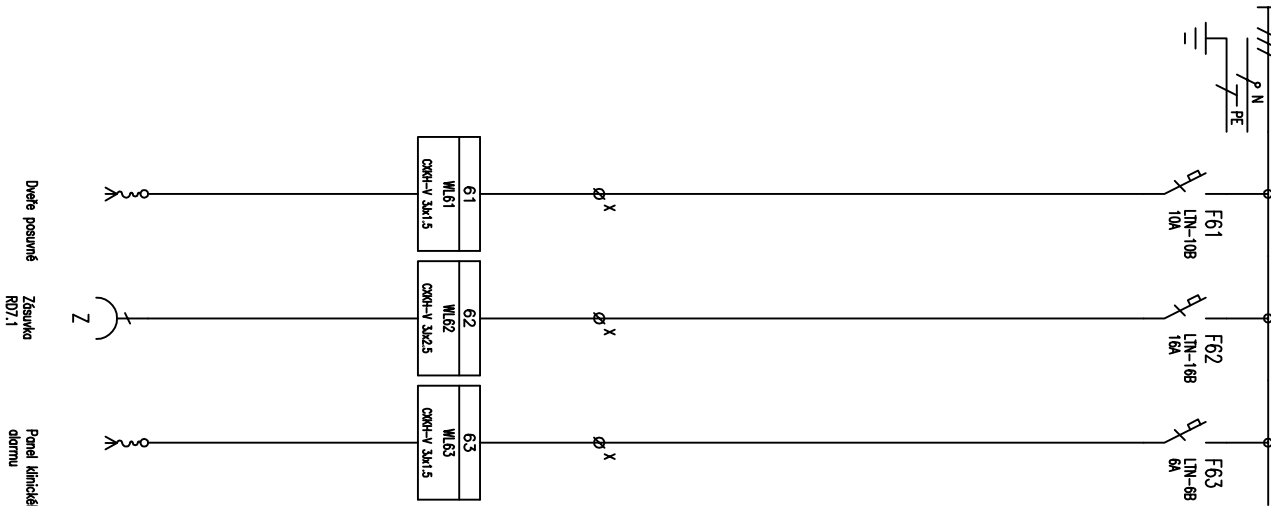 N
PE
F61
LTN-10B
10A
F62
LTN-16B
16A
F63
LTN-6B
6A
X
X
X
61
WL61
CXKH-V 3Jx1.5
62
WL62
CXKH-V 3Jx2.5
63
WL63
CXKH-V 3Jx1.5
Z
Dveře posuvné
Zásuvka
RD7.1
Panel klinické
alarmu